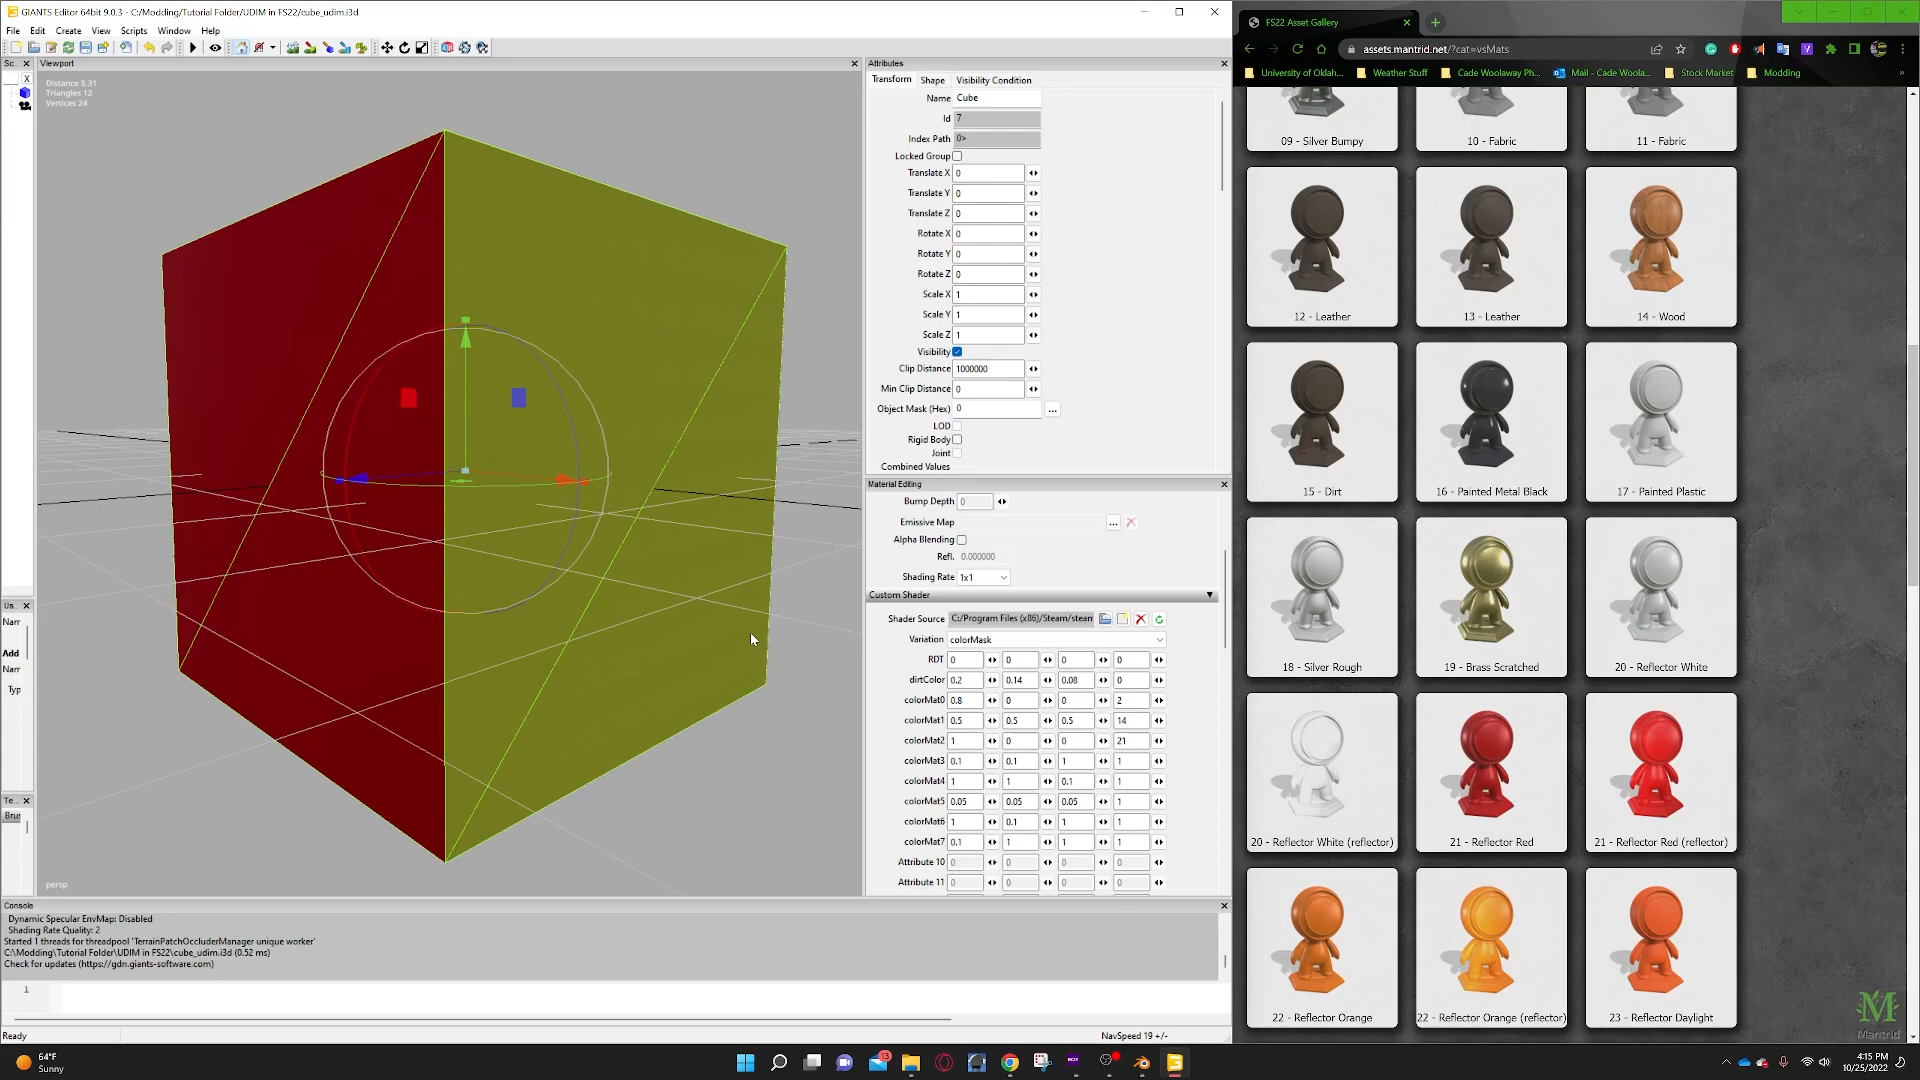 GIANTS Editor 64bit 9.0.3 - C:/Modding/Tutorial Folder/UDIM in FS22/cube_udim.i3d
File Edit Create View Scripts Window Help
Sc...
X
Viewport
Distance 5.31
Triangles 12
Vertices 24
persp
Us...
Nam
Add
Nam
Typ
Te...
Brus
Attributes
Transform Shape Visibility Condition
Name Cube
Id 7
Index Path 0>
Locked Group
Translate X 0
Translate Y 0
Translate Z 0
Rotate X 0
Rotate Y 0
Rotate Z 0
Scale X 1
Scale Y 1
Scale Z 1
Visibility
Clip Distance 1000000
Min Clip Distance 0
Object Mask (Hex) 0 ...
LOD
Rigid Body
Joint
Combined Values
Material Editing
Bump Depth 0
Emissive Map ...
Alpha Blending
Refl. 0.000000
Shading Rate 1x1
Custom Shader
Shader Source C:/Program Files (x86)/Steam/steam
Variation colorMask
RDT 0 0 0 0
dirtColor 0.2 0.14 0.08 0
colorMat0 0.8 0 0 2
colorMat1 0.5 0.5 0.5 14
colorMat2 1 0 0 21
colorMat3 0.1 0.1 1 1
colorMat4 1 1 0.1 1
colorMat5 0.05 0.05 0.05 1
colorMat6 1 0.1 1 1
colorMat7 0.1 1 1 1
Attribute 10 0 0 0 0
Attribute 11 0 0 0 0
Console
Dynamic Specular EnvMap: Disabled
Shading Rate Quality: 2
Started 1 threads for threadpool 'TerrainPatchOccluderManager unique worker'
C:\Modding\Tutorial Folder\UDIM in FS22\cube_udim.i3d (0.52 ms)
Check for updates (https://gdn.giants-software.com)
1
Ready
NavSpeed 19 +/-
FS22 Asset Gallery
assets.mantrid.net/?cat=vsMats
University of Oklah... Weather Stuff Cade Woolaway Ph... Mail - Cade Woola... Stock Market Modding »
09 - Silver Bumpy 10 - Fabric 11 - Fabric
12 - Leather 13 - Leather 14 - Wood
15 - Dirt 16 - Painted Metal Black 17 - Painted Plastic
18 - Silver Rough 19 - Brass Scratched 20 - Reflector White
20 - Reflector White (reflector) 21 - Reflector Red 21 - Reflector Red (reflector)
22 - Reflector Orange 22 - Reflector Orange (reflector) 23 - Reflector Daylight
Mantrid
64°F
Sunny
13
4:15 PM
10/25/2022